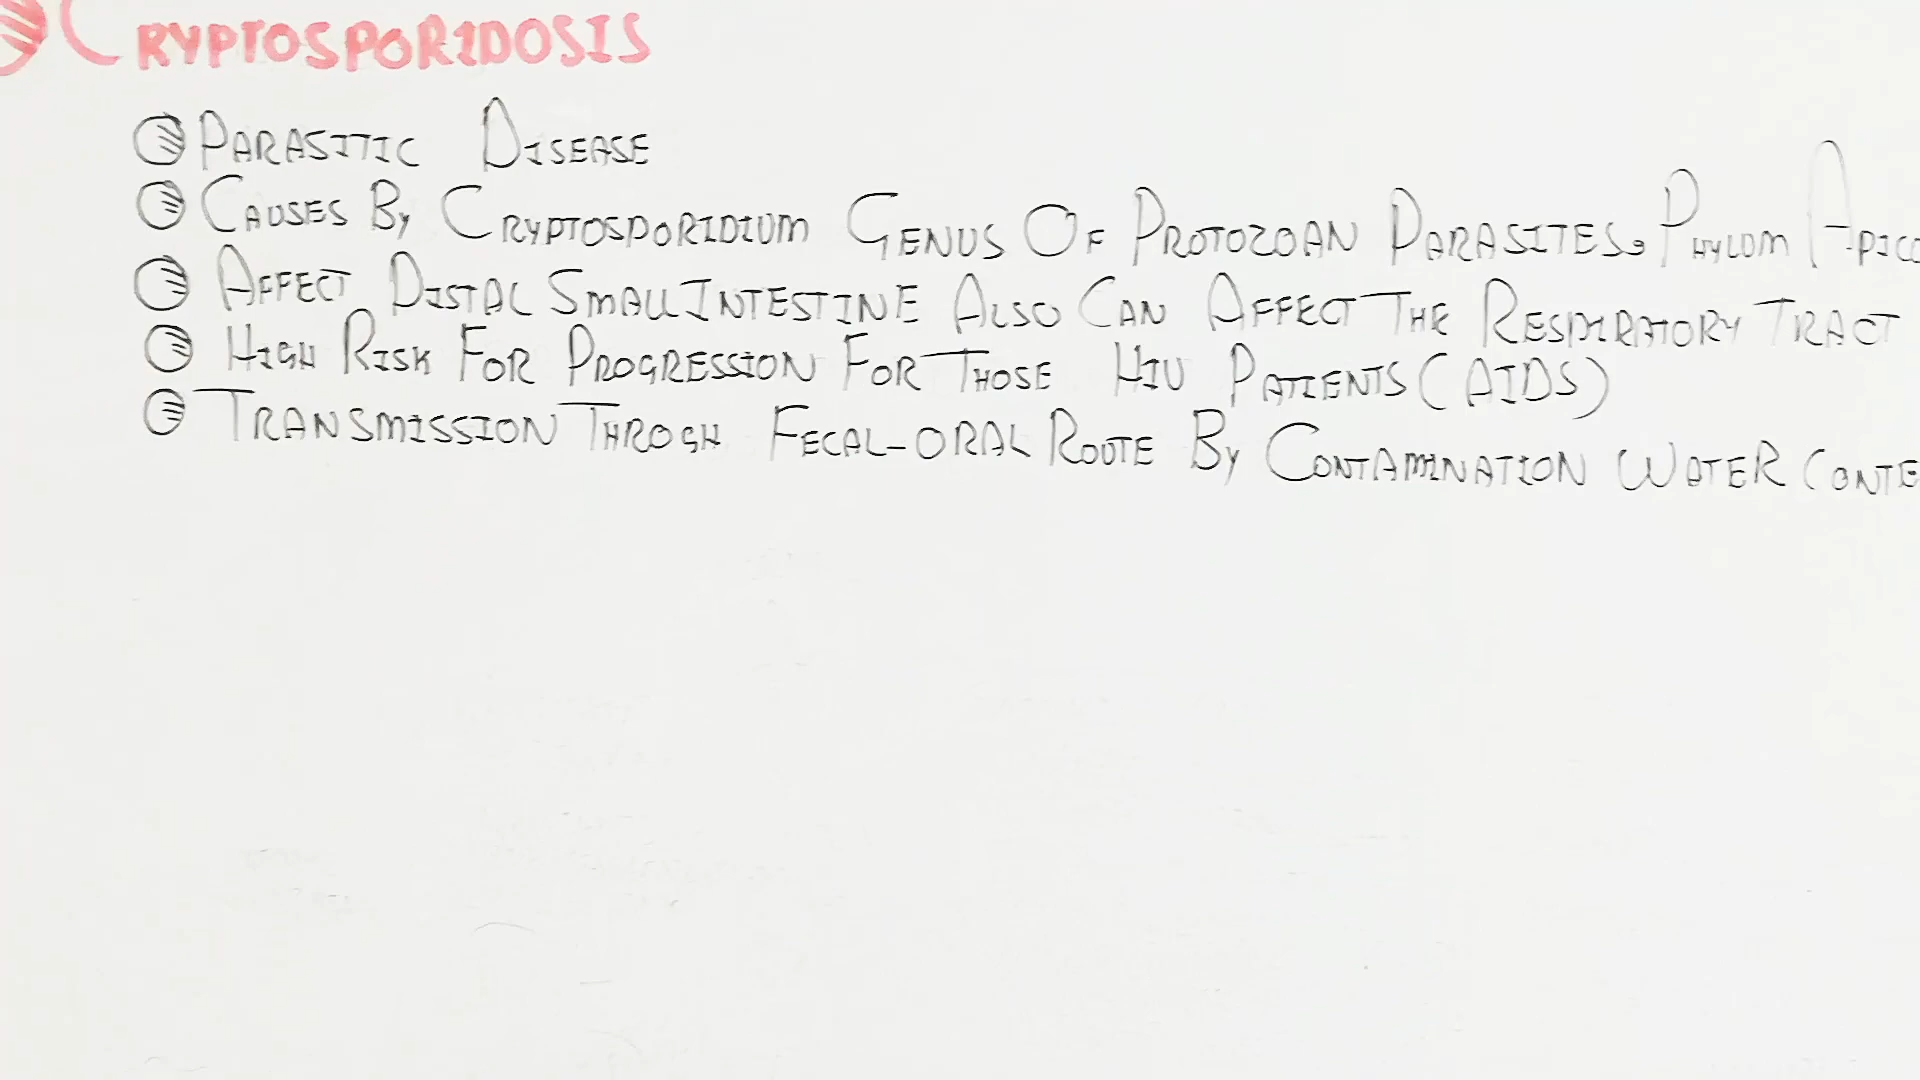 CRYPTOSPORIDOSIS
PARASITIC DISEASE
CAUSES BY CRYPTOSPORIDIUM GENUS OF PROTOZOAN PARASITES, PHYLUM APICO
AFFECT DISTAL SMALL INTESTINE ALSO CAN AFFECT THE RESPIRATORY TRACT
HIGH RISK FOR PROGRESSION FOR THOSE HIV PATIENTS (AIDS)
TRANSMISSION THROGH FECAL-ORAL ROUTE BY CONTAMINATION WATER CONTE